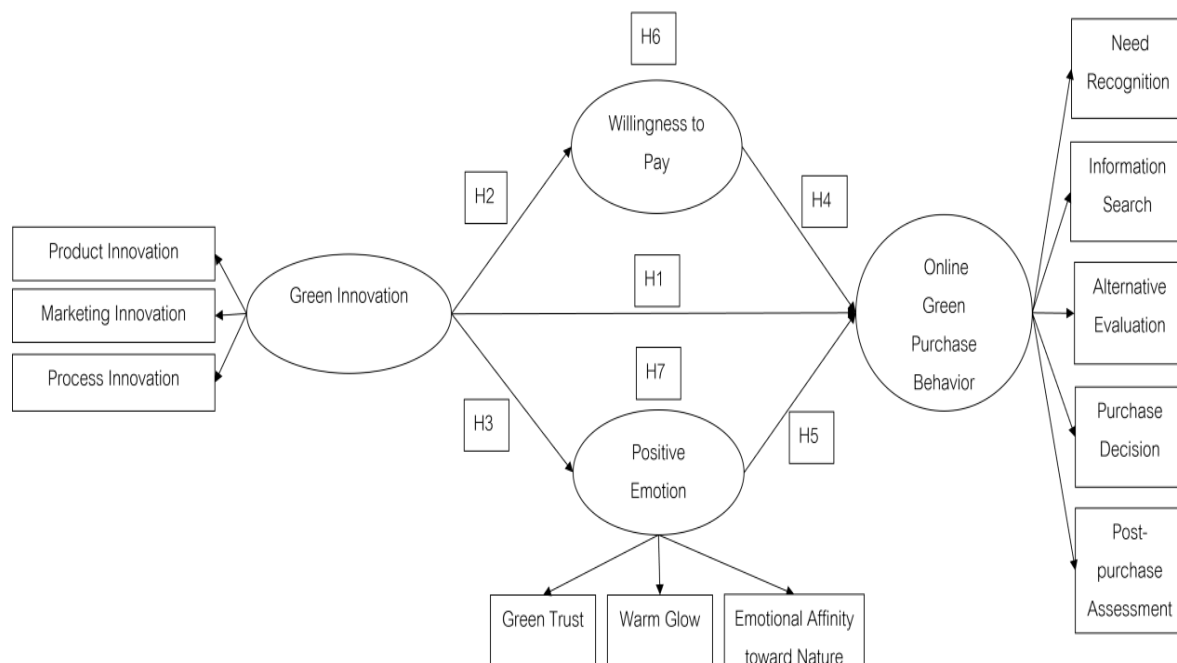 H6
Need
Recognition
Willingness to
Pay
Information
Search
H2
H4
Product Innovation
Marketing Innovation
Process Innovation
Green Innovation
H1
Online
Green
Purchase
Behavior
Alternative
Evaluation
H7
H3
H5
Positive
Emotion
Purchase
Decision
Post-
purchase
Assessment
Green Trust
Warm Glow
Emotional Affinity
toward Nature